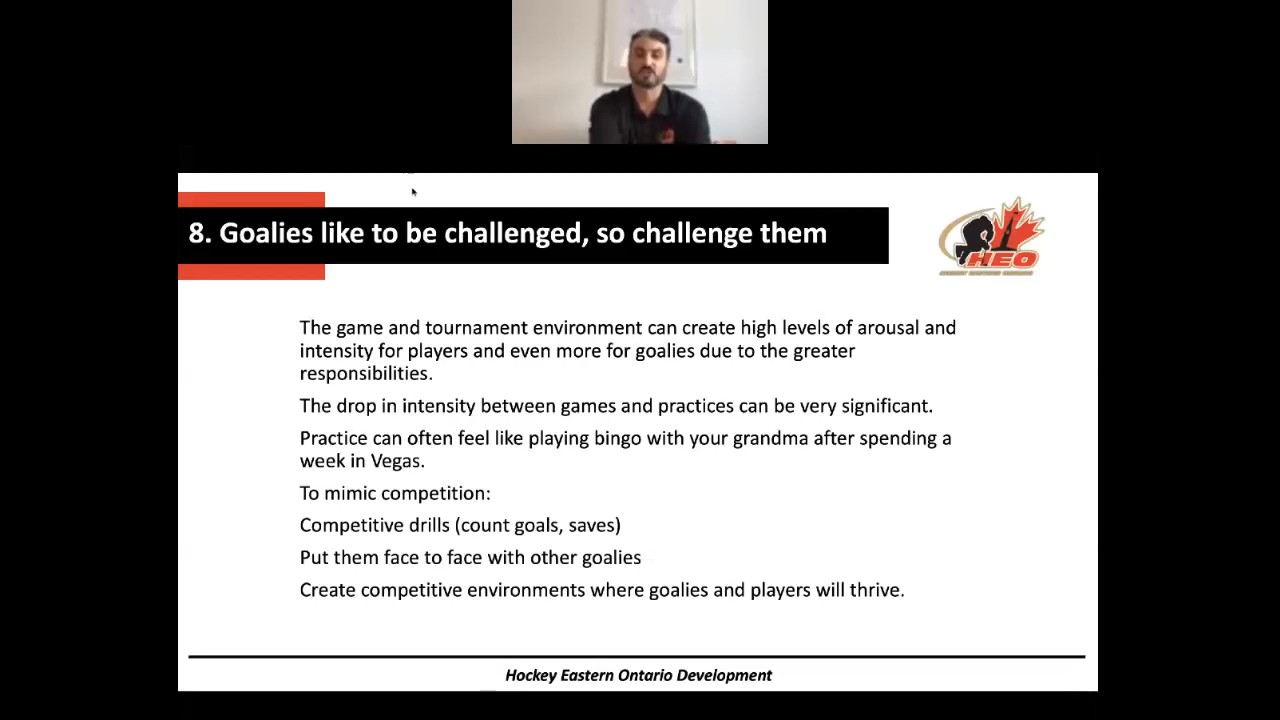 8. Goalies like to be challenged, so challenge them
HEO
The game and tournament environment can create high levels of arousal and
intensity for players and even more for goalies due to the greater
responsibilities.
The drop in intensity between games and practices can be very significant.
Practice can often feel like playing bingo with your grandma after spending a
week in Vegas.
To mimic competition:
Competitive drills (count goals, saves)
Put them face to face with other goalies
Create competitive environments where goalies and players will thrive.
Hockey Eastern Ontario Development